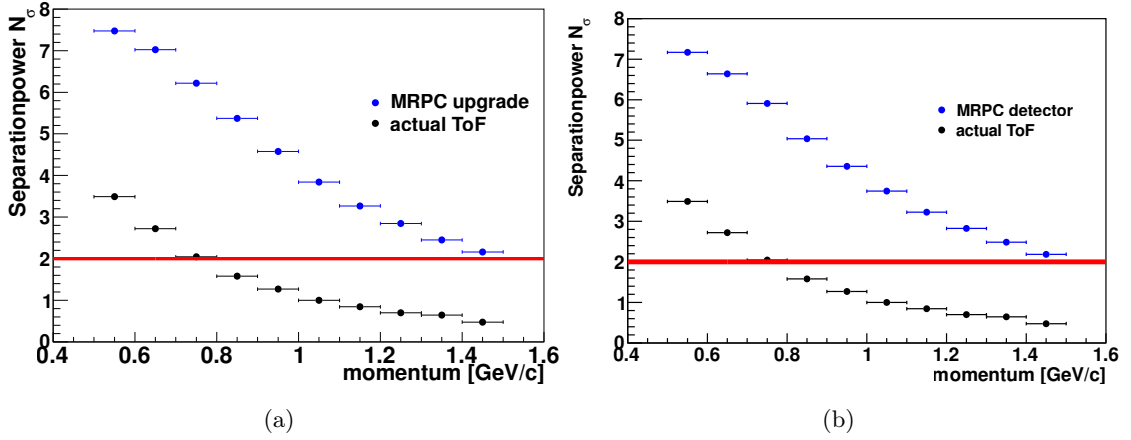 8
7
6
5
4
3
2
1
0
Separationpower Nσ
MRPC upgrade
actual ToF
0.4 0.6 0.8 1 1.2 1.4 1.6
momentum [GeV/c]
(a)
8
7
6
5
4
3
2
1
0
Separationpower Nσ
MRPC detector
actual ToF
0.4 0.6 0.8 1 1.2 1.4 1.6
momentum [GeV/c]
(b)